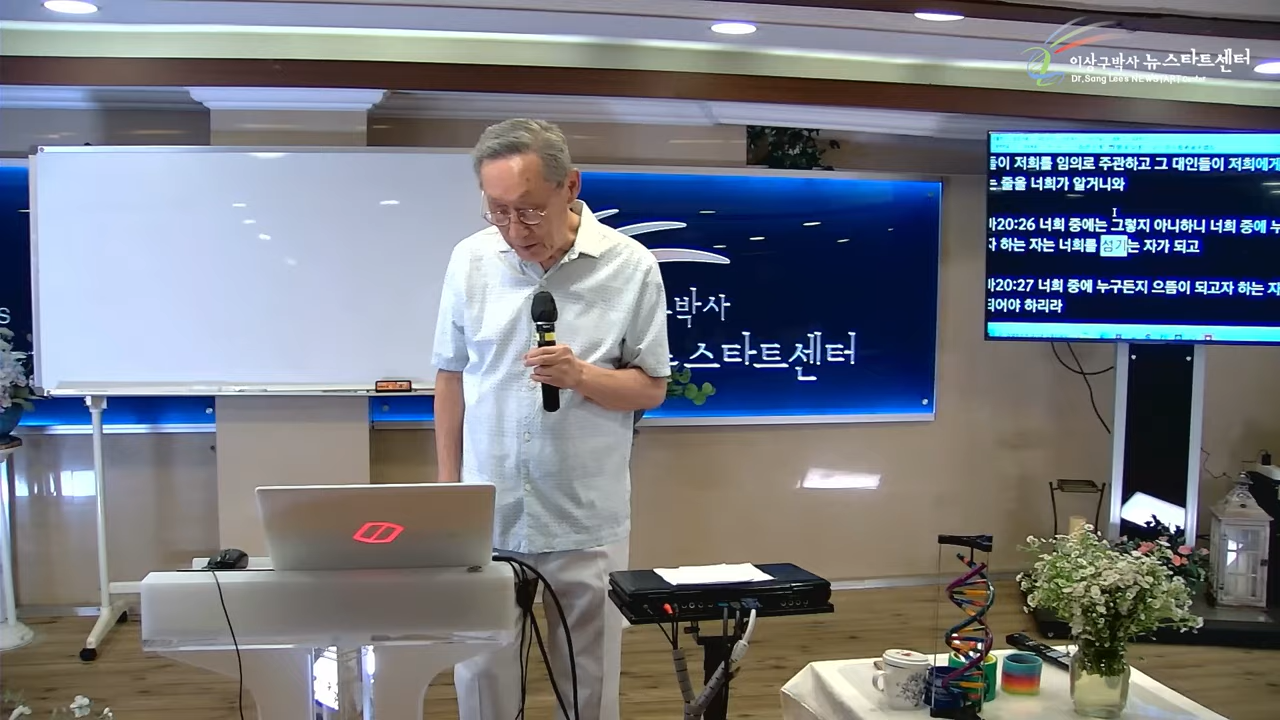 이상구박사 뉴스타트센터
Dr. Sang Lee's NEWSTART Center
들이 저희를 임의로 주관하고 그 대인들이 저희에게
는 줄을 너희가 알거니와
마20:26 너희 중에는 그렇지 아니하니 너희 중에 누
자 하는 자는 너희를 섬기는 자가 되고
마20:27 너희 중에 누구든지 으뜸이 되고자 하는 자
되어야 하리라
구박사
뉴스타트센터
S